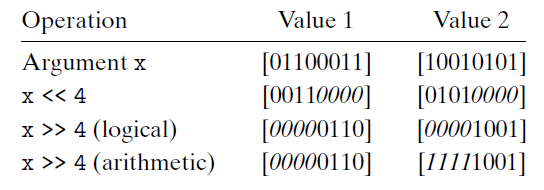 Operation Value 1 Value 2
Argument x [01100011] [10010101]
x << 4 [00110000] [01010000]
x >> 4 (logical) [00000110] [00001001]
x >> 4 (arithmetic) [00000110] [11111001]